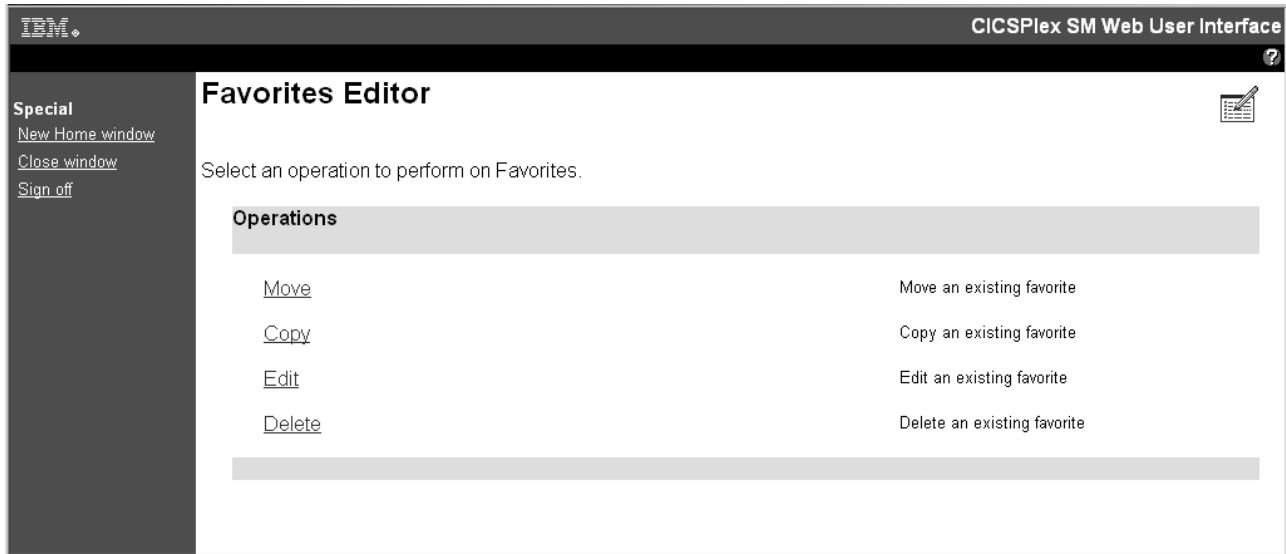 IBM®
CICSPlex SM Web User Interface
?
Special
New Home window
Close window
Sign off
Favorites Editor
Select an operation to perform on Favorites.
Operations
Move Move an existing favorite
Copy Copy an existing favorite
Edit Edit an existing favorite
Delete Delete an existing favorite